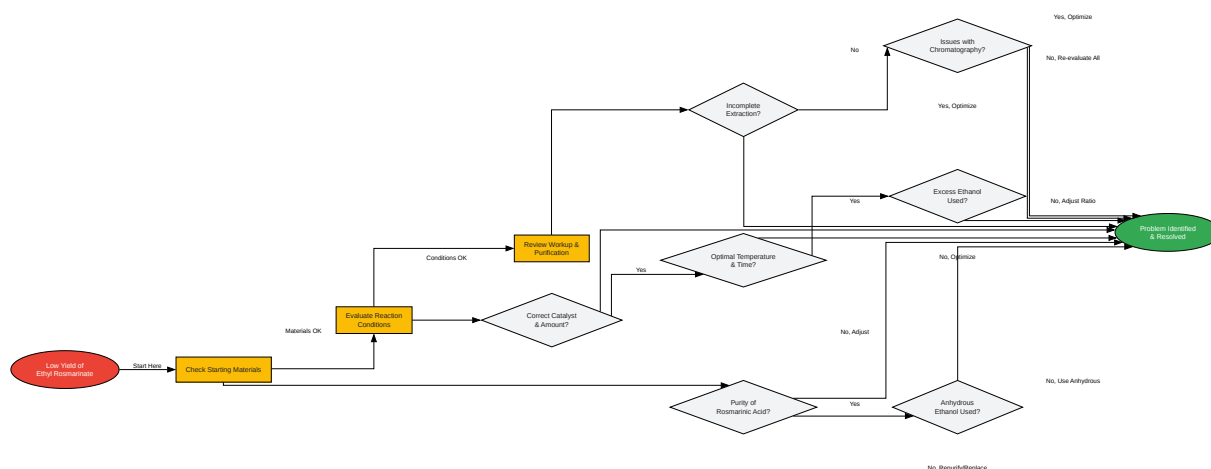 Yes, Optimize
Issues with
Chromatography?
No
No, Re-evaluate All
Incomplete
Extraction?
Yes, Optimize
Excess Ethanol
Used?
Yes
No, Adjust Ratio
Problem Identified
& Resolved
Review Workup &
Purification
Conditions OK
Optimal Temperature
& Time?
No, Optimize
Yes
Evaluate Reaction
Conditions
Correct Catalyst
& Amount?
Materials OK
No, Adjust
Low Yield of
Ethyl Rosmarinate
Start Here
Check Starting Materials
No, Use Anhydrous
Purity of
Rosmarinic Acid?
Yes
Anhydrous
Ethanol Used?
No, Repurify/Replace